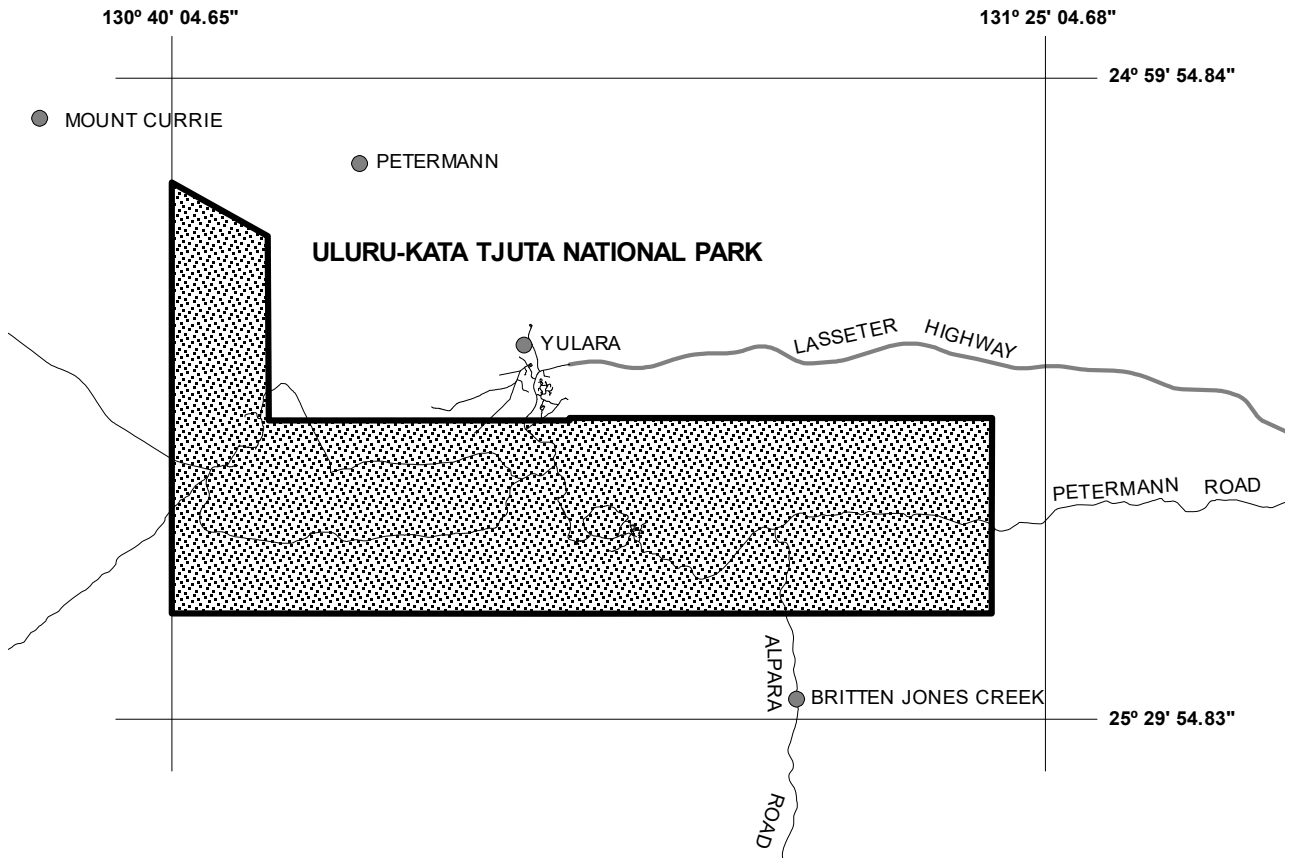 130º 40' 04.65"
131º 25' 04.68"
24º 59' 54.84"
MOUNT CURRIE
PETERMANN
ULURU-KATA TJUTA NATIONAL PARK
YULARA
LASSETER HIGHWAY
PETERMANN ROAD
ALPARA ROAD
BRITTEN JONES CREEK
25º 29' 54.83"